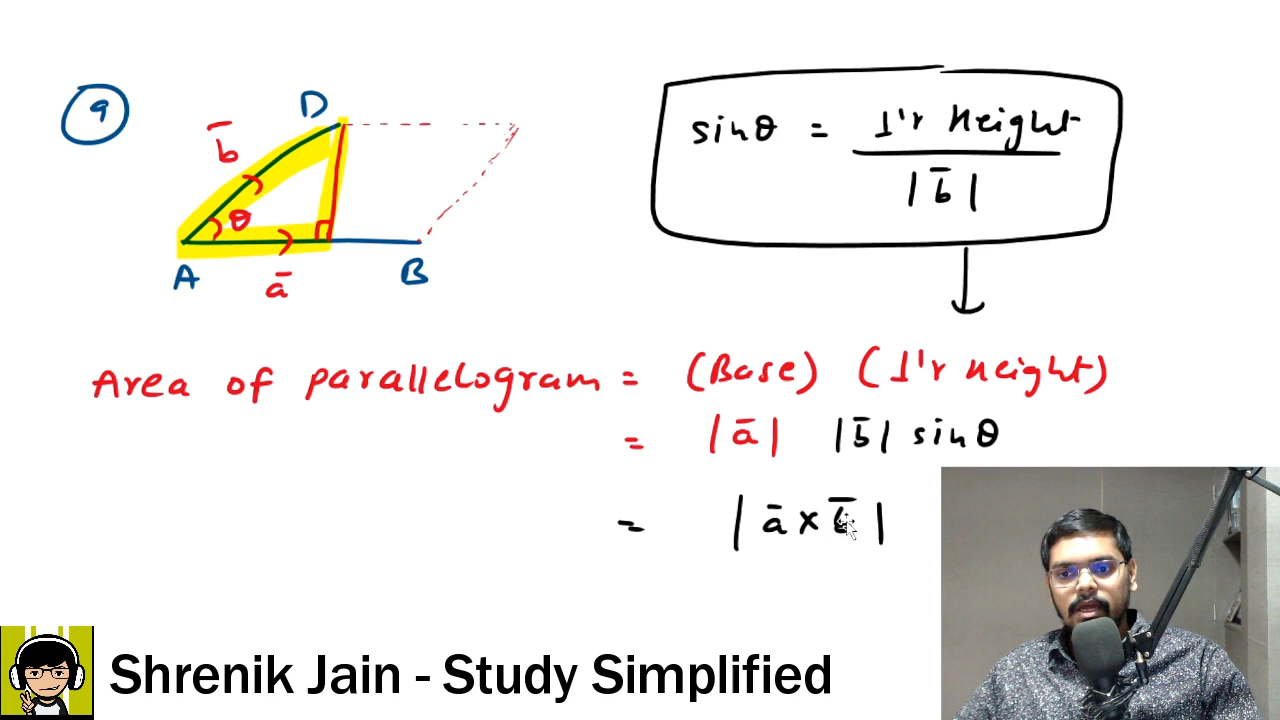 9
D
b̅
θ
A
a̅
B
sinθ = ⊥'r Height
|b̅|
Area of parallelogram = (Base) (⊥'r Height)
= |a̅| |b̅| sinθ
= |a̅ × b̅|
Shrenik Jain - Study Simplified